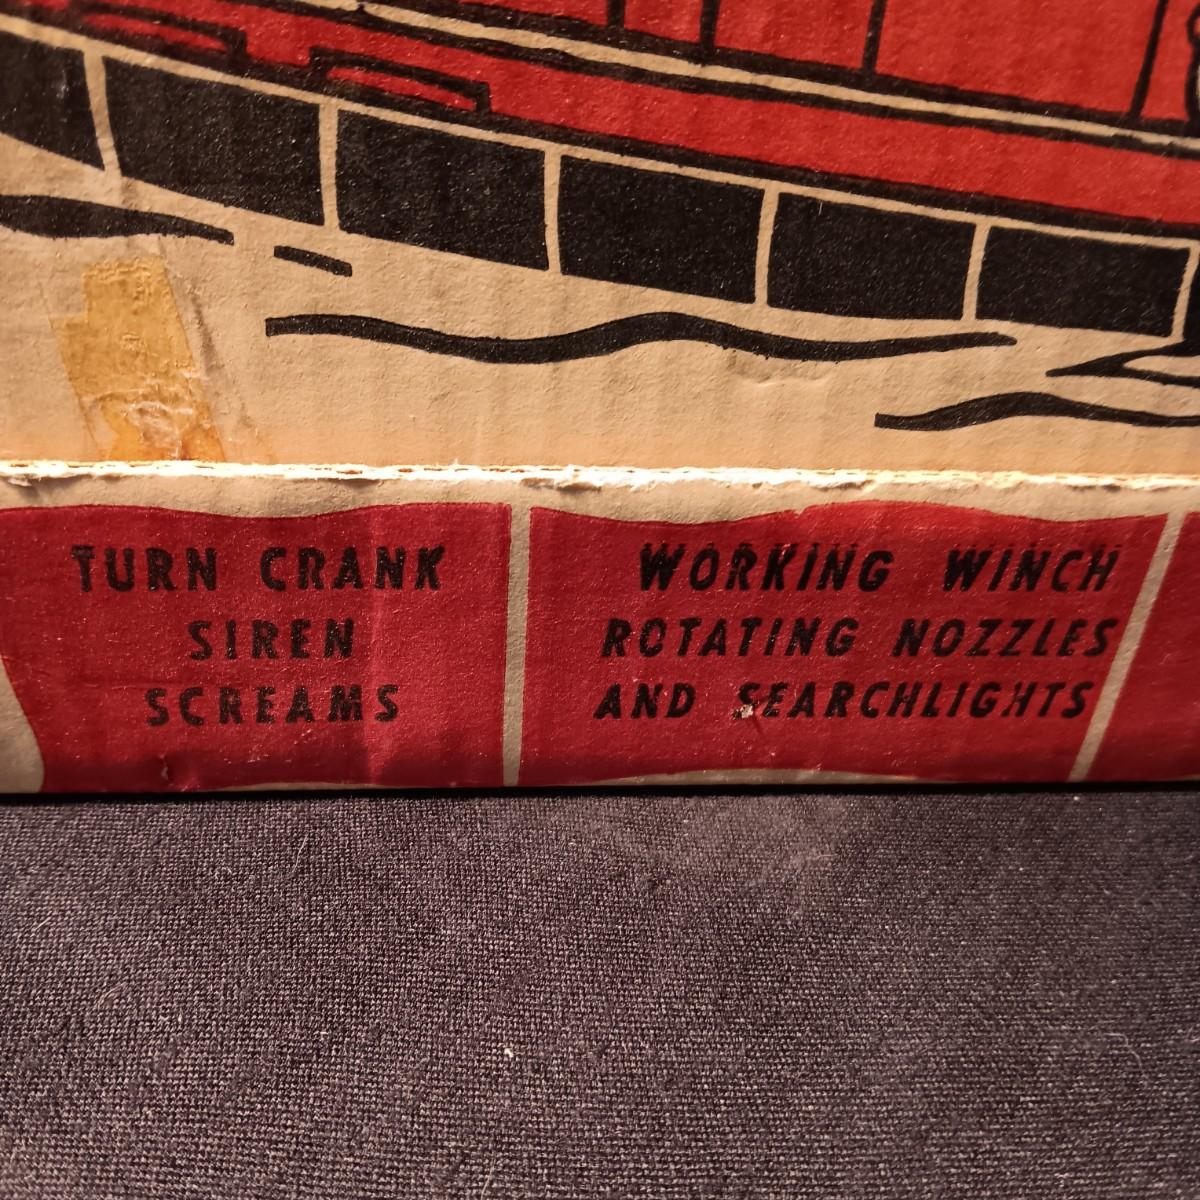 TURN CRANK
SIREN
SCREAMS
WORKING WINCH
ROTATING NOZZLES
AND SEARCHLIGHTS